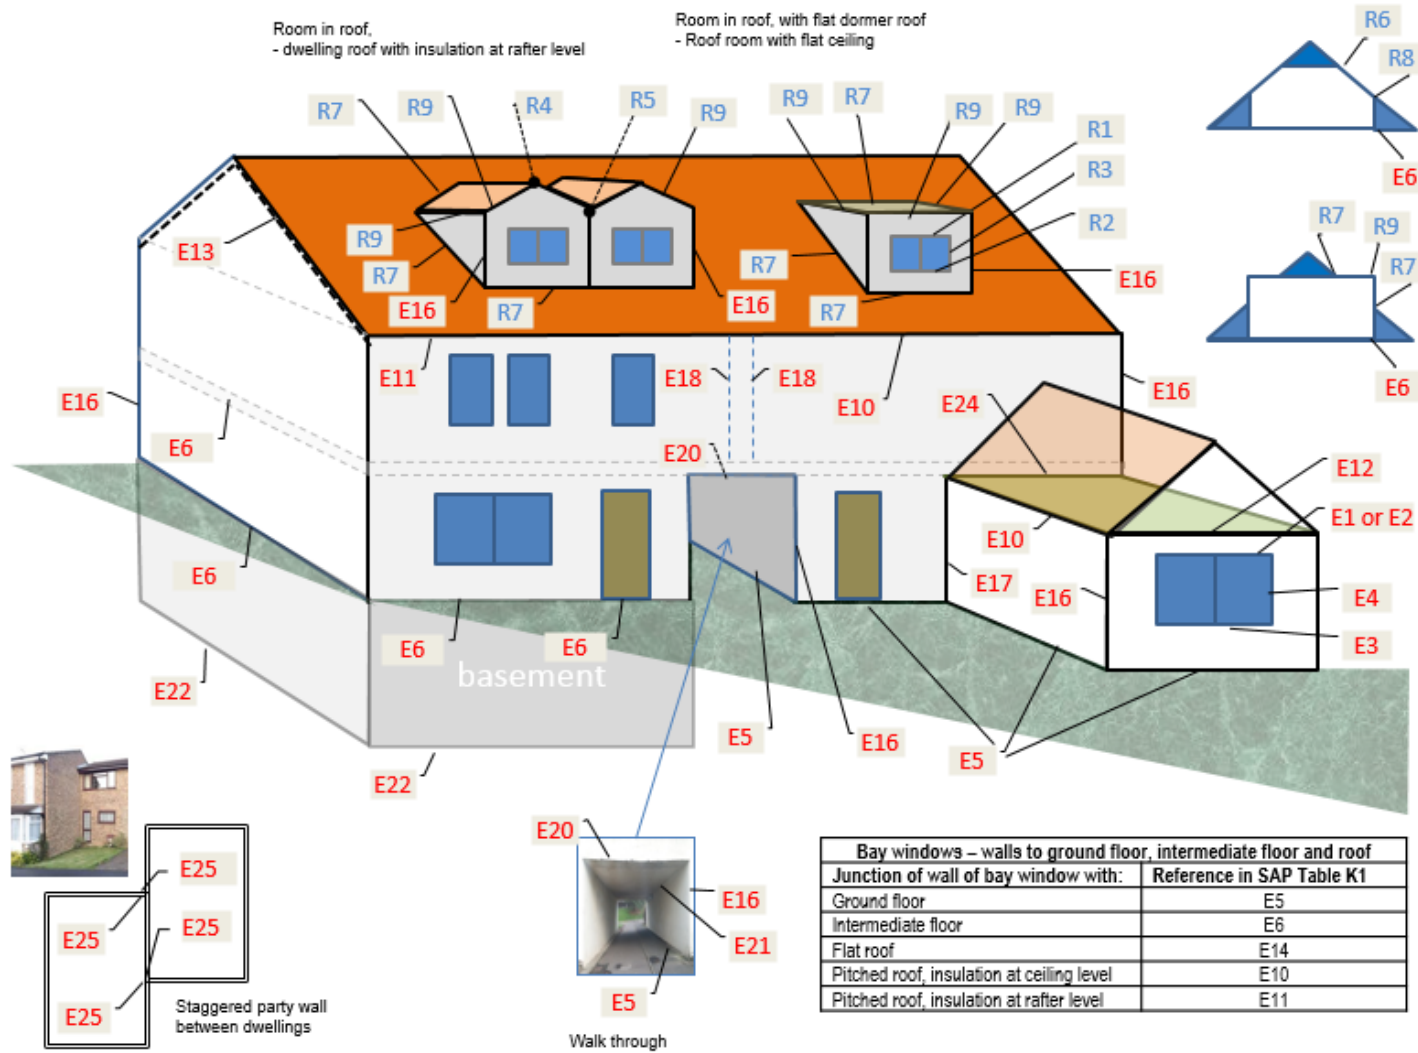 Room in roof,
- dwelling roof with insulation at rafter level
Room in roof, with flat dormer roof
- Roof room with flat ceiling
R6
R8
E6
R7
R9
R4
R5
R9
R9
R7
R9
R9
R1
R3
R2
R9
R7
E16
R7
E16
R7
R7
E16
E13
R7
R9
R7
E6
E11
E18
E18
E10
E16
E24
E16
E6
E20
E12
E1 or E2
E10
E17
E16
E4
E3
E6
E6
E6
basement
E22
E5
E16
E5
E22
E20
E16
E21
E5
Walk through
E25
E25
E25
E25
Staggered party wall
between dwellings
Bay windows – walls to ground floor, intermediate floor and roof
Junction of wall of bay window with: Reference in SAP Table K1
Ground floor E5
Intermediate floor E6
Flat roof E14
Pitched roof, insulation at ceiling level E10
Pitched roof, insulation at rafter level E11